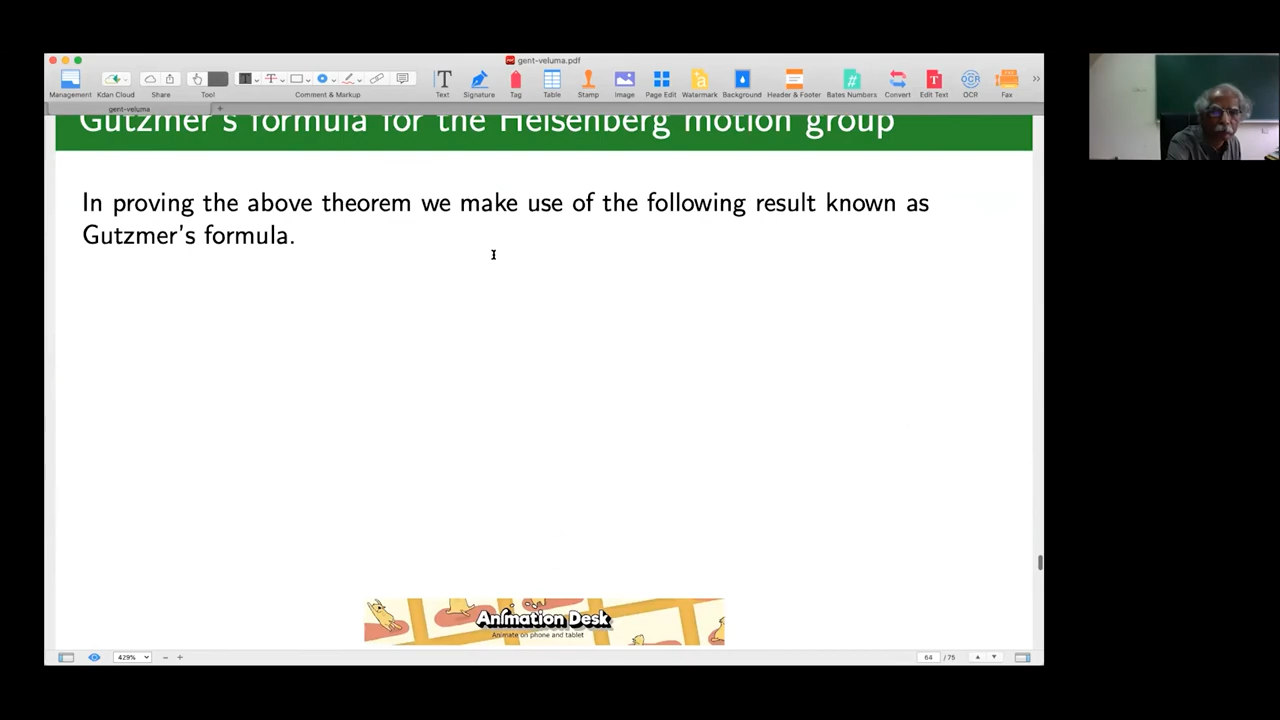 gent-veluma.pdf
Management Kdan Cloud Share Tool Comment & Markup Text Signature Tag Stamp Image Page Edit Watermark Background Header & Footer Bates Numbers Convert Edit Text OCR Fax
gent-veluma
Gutzmer's formula for the Heisenberg motion group
In proving the above theorem we make use of the following result known as
Gutzmer's formula.
Animation Desk
Animate on phone and tablet
429% 64 / 75